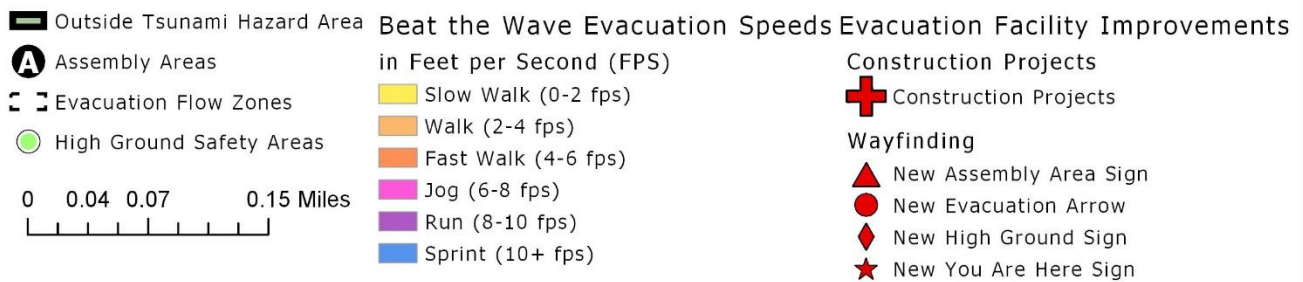 Outside Tsunami Hazard Area
Assembly Areas
Evacuation Flow Zones
High Ground Safety Areas
0 0.04 0.07 0.15 Miles
Beat the Wave Evacuation Speeds
in Feet per Second (FPS)
Slow Walk (0-2 fps)
Walk (2-4 fps)
Fast Walk (4-6 fps)
Jog (6-8 fps)
Run (8-10 fps)
Sprint (10+ fps)
Evacuation Facility Improvements
Construction Projects
Construction Projects
Wayfinding
New Assembly Area Sign
New Evacuation Arrow
New High Ground Sign
New You Are Here Sign
A